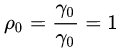 ρ₀ = γ₀/γ₀ = 1